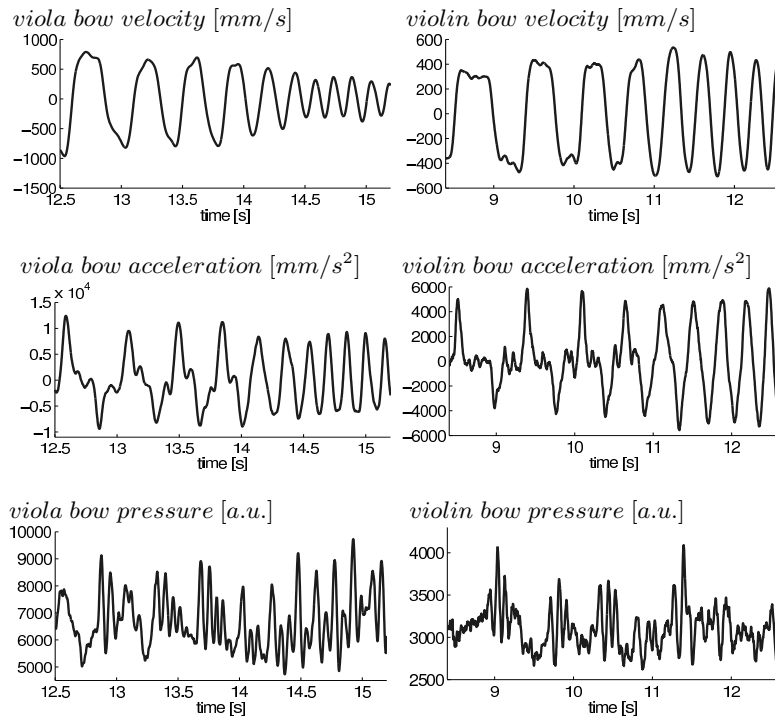 viola bow velocity [mm/s]
1000
500
0
−500
−1000
−1500
12.5 13 13.5 14 14.5 15
time [s]
violin bow velocity [mm/s]
600
400
200
0
−200
−400
−600
9 10 11 12
time [s]
viola bow acceleration [mm/s²]
x 10⁴
1.5
1
0.5
0
−0.5
−1
12.5 13 13.5 14 14.5 15
time [s]
violin bow acceleration [mm/s²]
6000
4000
2000
0
−2000
−4000
−6000
9 10 11 12
time [s]
viola bow pressure [a.u.]
10000
9000
8000
7000
6000
5000
12.5 13 13.5 14 14.5 15
time [s]
violin bow pressure [a.u.]
4000
3500
3000
2500
9 10 11 12
time [s]